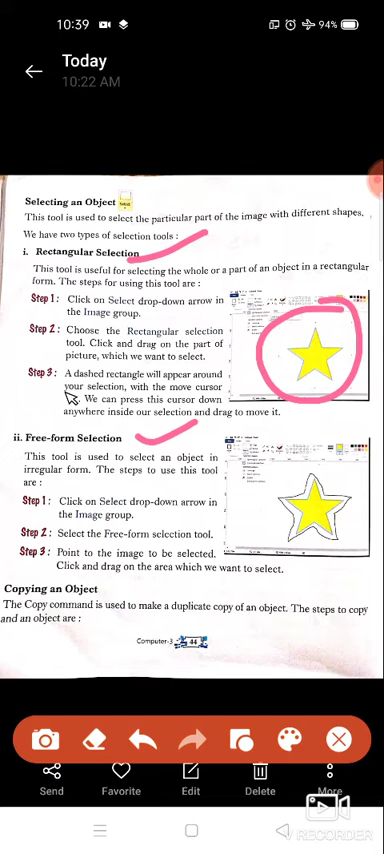 10:39
94%
Today
10:22 AM
Selecting an Object
This tool is used to select the particular part of the image with different shapes.
We have two types of selection tools :
i. Rectangular Selection
This tool is useful for selecting the whole or a part of an object in a rectangular
form. The steps for using this tool are :
Step 1 : Click on Select drop-down arrow in
the Image group.
Step 2 : Choose the Rectangular selection
tool. Click and drag on the part of
picture, which we want to select.
Step 3 : A dashed rectangle will appear around
your selection, with the move cursor
. We can press this cursor down
anywhere inside our selection and drag to move it.
ii. Free-form Selection
This tool is used to select an object in
irregular form. The steps to use this tool
are :
Step 1 : Click on Select drop-down arrow in
the Image group.
Step 2 : Select the Free-form selection tool.
Step 3 : Point to the image to be selected.
Click and drag on the area which we want to select.
Copying an Object
The Copy command is used to make a duplicate copy of an object. The steps to copy
and an object are :
Computer-3 44
Send
Favorite
Edit
Delete
More
RECORDER